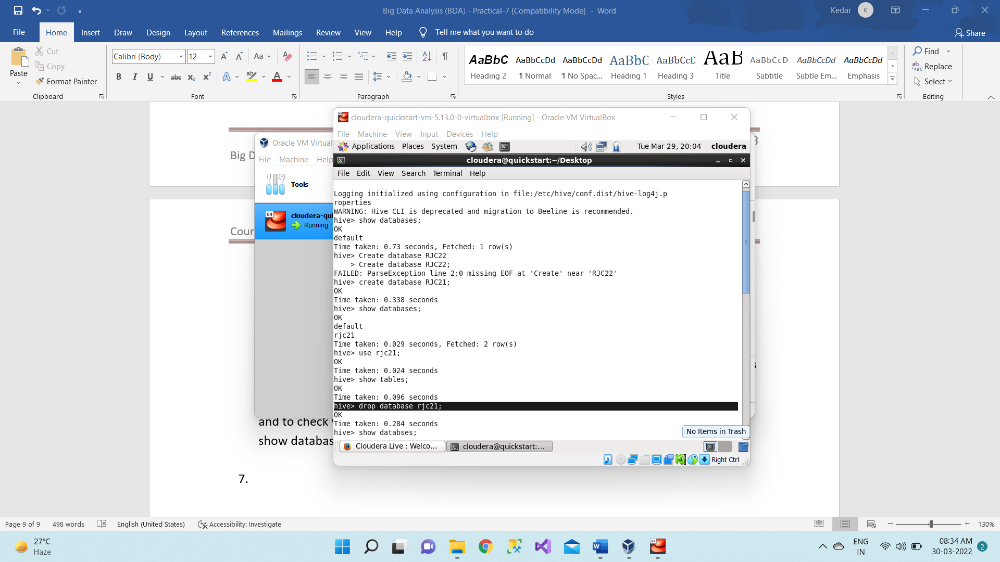 Big Data Analysis (BDA) - Practical-7 [Compatibility Mode] - Word
Kedar
K
File Home Insert Draw Design Layout References Mailings Review View Help Tell me what you want to do
Share
Paste
Cut
Copy
Format Painter
Clipboard
Calibri (Body) 12
Aa
B I U abc x₂ x² A A
Font
Paragraph
AaBbC AaBbCcDd AaBbCcDd AaBbC AaBbCcD AaB AaBbCcD AaBbCcDd AaBbCcDd
Heading 2 ¶ Normal ¶ No Spac... Heading 1 Heading 3 Title Subtitle Subtle Em... Emphasis
Styles
Find
Replace
Select
Editing
Big D
Cour
and to check
show databas
7.
Oracle VM Virtual
File Machine Help
Tools
64
cloudera-qui
Running
cloudera-quickstart-vm-5.13.0-0-virtualbox [Running] - Oracle VM VirtualBox
File Machine View Input Devices Help
Applications Places System Tue Mar 29, 20:04 cloudera
cloudera@quickstart:~/Desktop
File Edit View Search Terminal Help
Logging initialized using configuration in file:/etc/hive/conf.dist/hive-log4j.p
roperties
WARNING: Hive CLI is deprecated and migration to Beeline is recommended.
hive> show databases;
OK
default
Time taken: 0.73 seconds, Fetched: 1 row(s)
hive> Create database RJC22
    > Create database RJC22;
FAILED: ParseException line 2:0 missing EOF at 'Create' near 'RJC22'
hive> create database RJC21;
OK
Time taken: 0.338 seconds
hive> show databases;
OK
default
rjc21
Time taken: 0.029 seconds, Fetched: 2 row(s)
hive> use rjc21;
OK
Time taken: 0.024 seconds
hive> show tables;
OK
Time taken: 0.096 seconds
hive> drop database rjc21;
OK
Time taken: 0.284 seconds
hive> show databses;
No Items in Trash
Cloudera Live : Welco... cloudera@quickstart:...
Right Ctrl
Page 9 of 9 498 words English (United States) Accessibility: Investigate 130%
27°C
Haze
ENG
IN
08:34 AM
30-03-2022
2